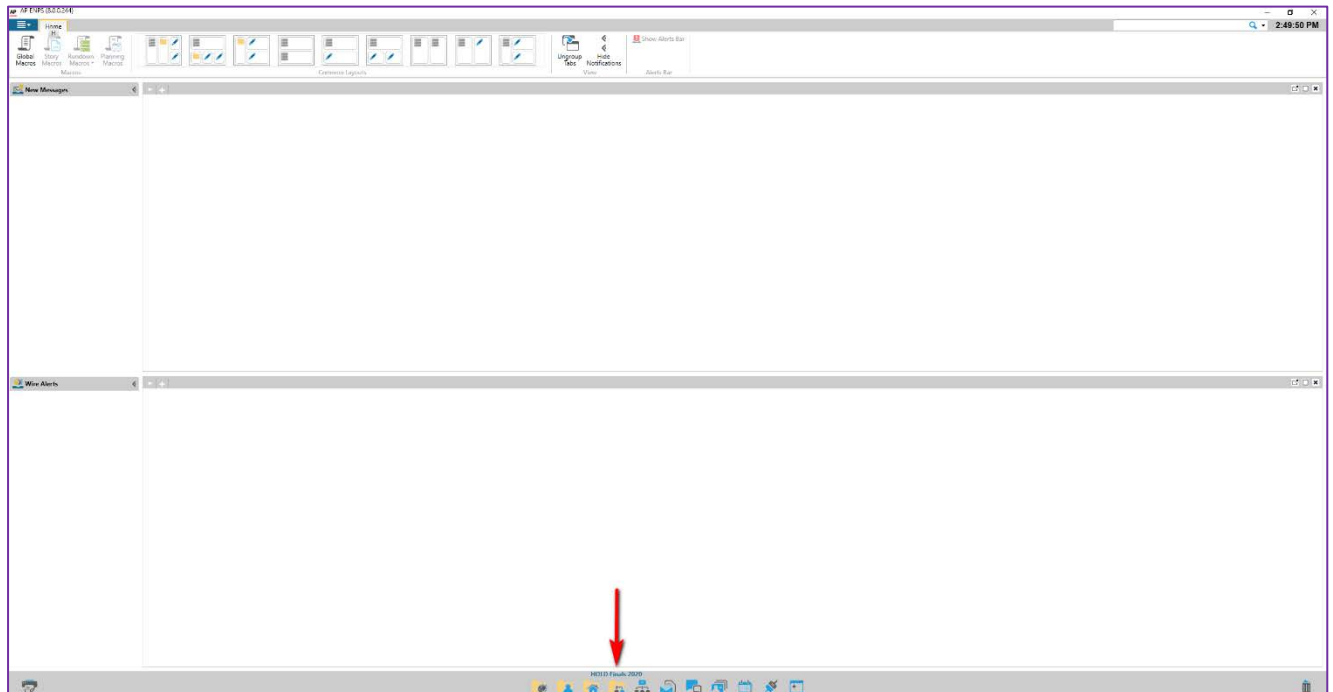 AP ENPS (8.0.0.244)
Home
H
2:49:50 PM
Global Macros
Story Macros
Rundown Macros
Planning Macros
Ungroup Tabs
Hide Notifications
Show Alerts Bar
Macros
Common Layouts
View
Alerts Bar
New Messages
Wire Alerts
HOLD Finals 2020